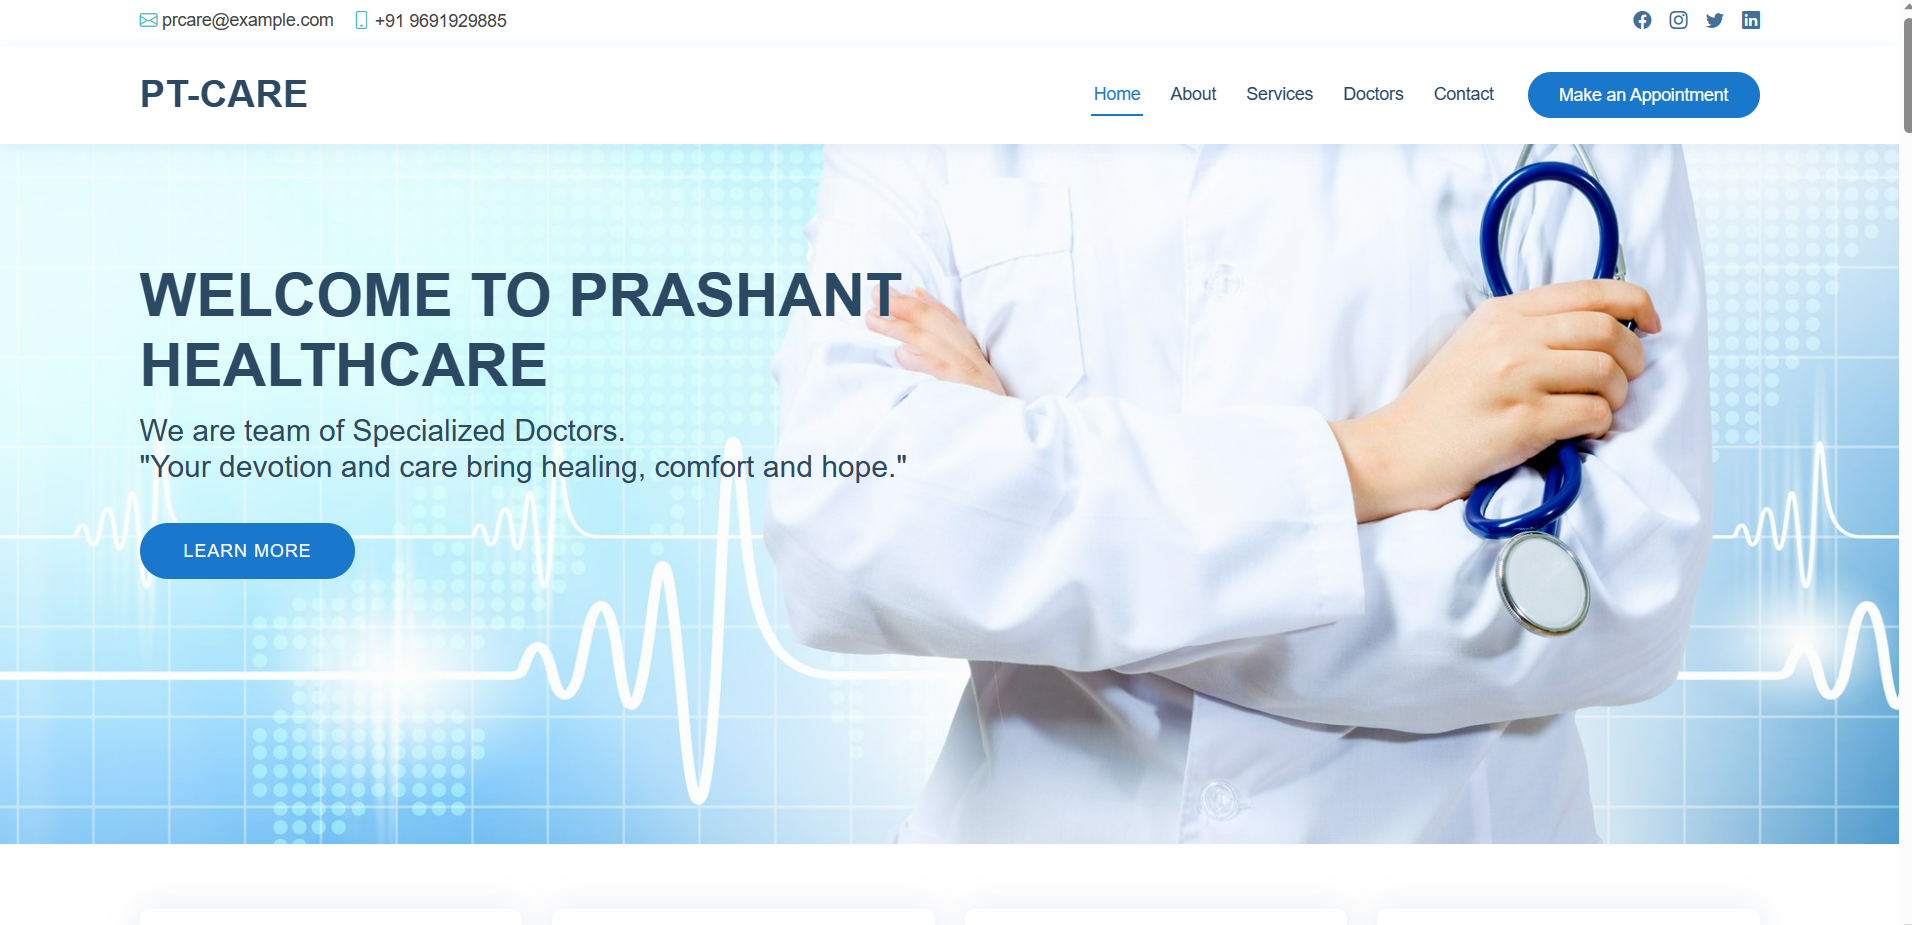 prcare@example.com +91 9691929885
PT-CARE
Home About Services Doctors Contact Make an Appointment
WELCOME TO PRASHANT
HEALTHCARE
We are team of Specialized Doctors.
"Your devotion and care bring healing, comfort and hope."
LEARN MORE